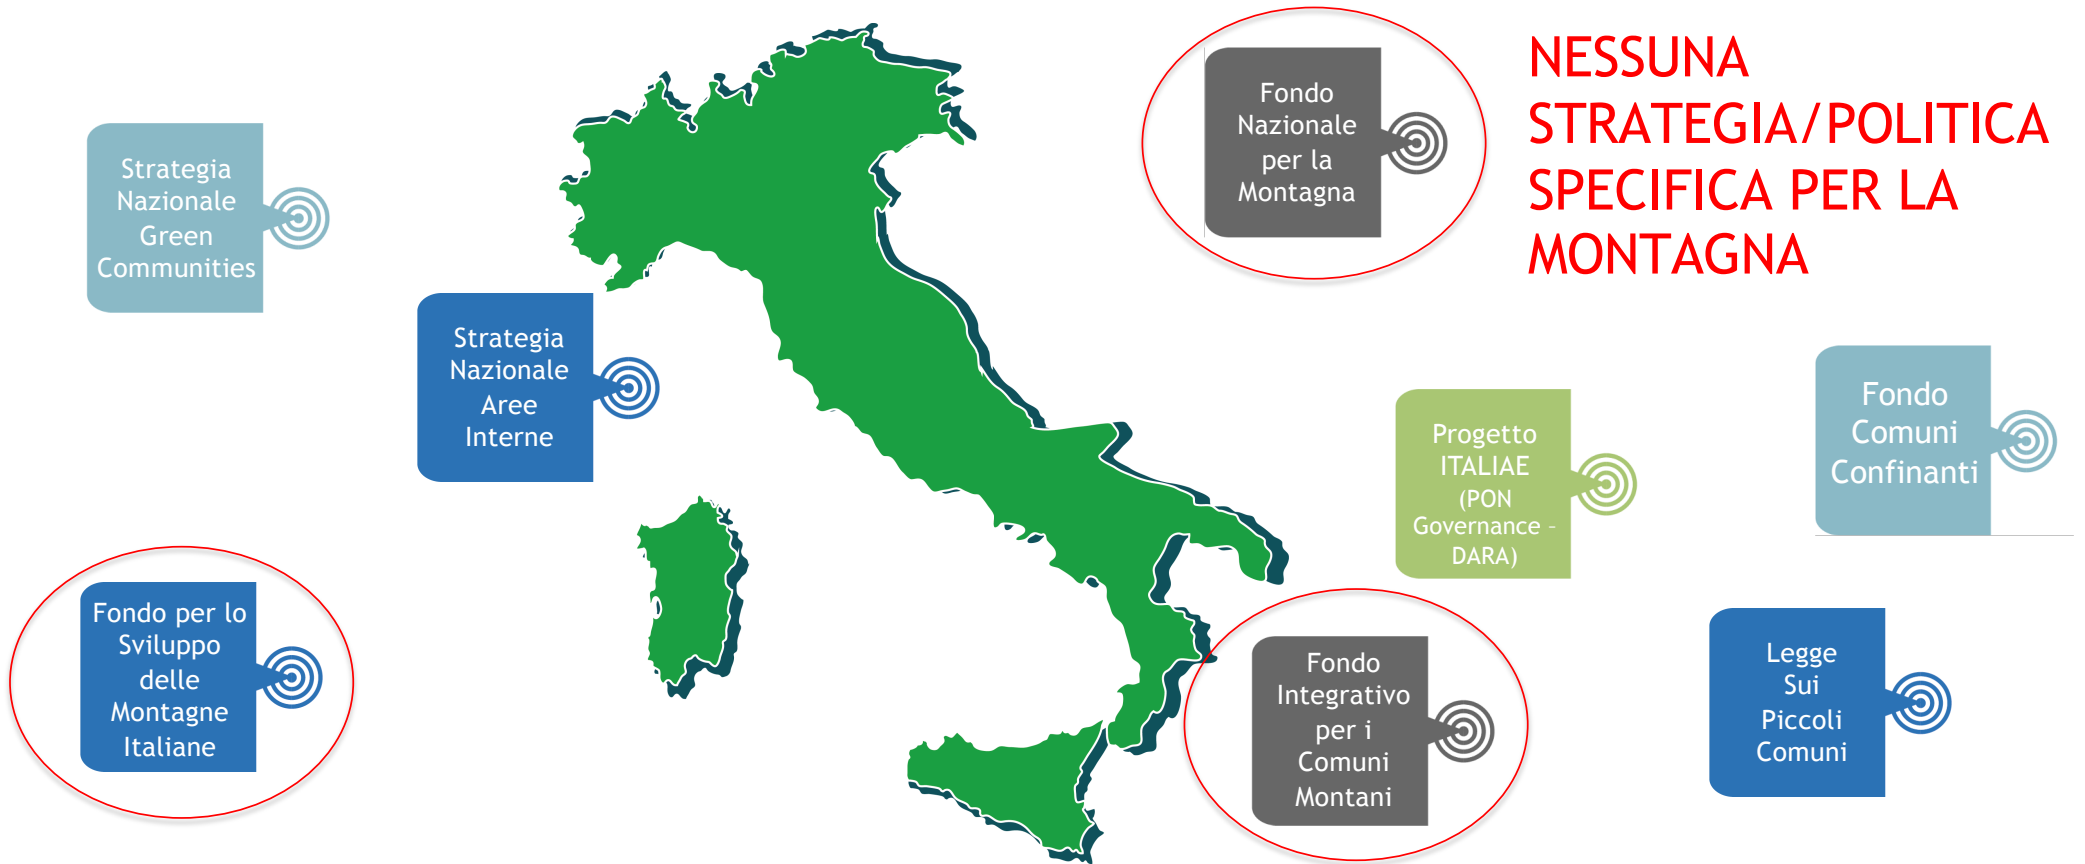 Fondo
Nazionale
per la
Montagna
NESSUNA
STRATEGIA/POLITICA
SPECIFICA PER LA
MONTAGNA
Strategia
Nazionale
Green
Communities
Strategia
Nazionale
Aree
Interne
Progetto
ITALIAE
(PON
Governance –
DARA)
Fondo
Comuni
Confinanti
Fondo per lo
Sviluppo
delle
Montagne
Italiane
Fondo
Integrativo
per i
Comuni
Montani
Legge
Sui
Piccoli
Comuni